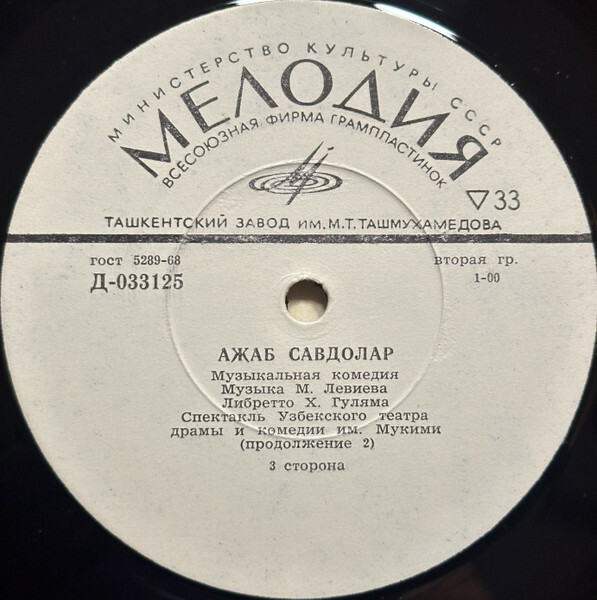 МИНИСТЕРСТВО КУЛЬТУРЫ СССР
МЕЛОДИЯ
ВСЕСОЮЗНАЯ ФИРМА ГРАМПЛАСТИНОК
▽33
ТАШКЕНТСКИЙ ЗАВОД ИМ. М.Т. ТАШМУХАМЕДОВА
гост 5289-68
вторая гр.
Д-033125
1-00
АЖАБ САВДОЛАР
Музыкальная комедия
Музыка М. Левиева
Либретто Х. Гуляма
Спектакль Узбекского театра
драмы и комедии им. Мукими
(продолжение 2)
3 сторона